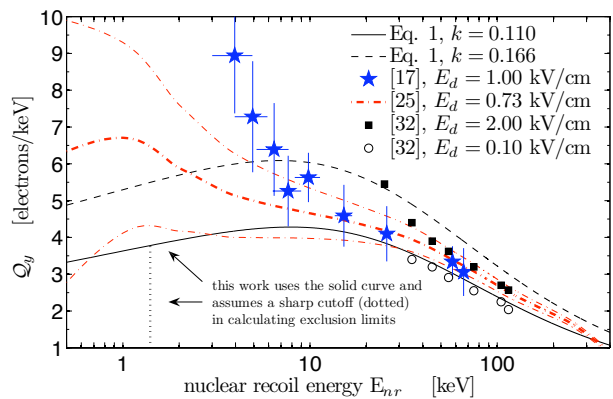 10
9
8
7
6
5
4
3
2
1
Q_y [electrons/keV]
Eq. 1, k = 0.110
Eq. 1, k = 0.166
[17], E_d = 1.00 kV/cm
[25], E_d = 0.73 kV/cm
[32], E_d = 2.00 kV/cm
[32], E_d = 0.10 kV/cm
this work uses the solid curve and
assumes a sharp cutoff (dotted)
in calculating exclusion limits
1 10 100
nuclear recoil energy E_nr [keV]